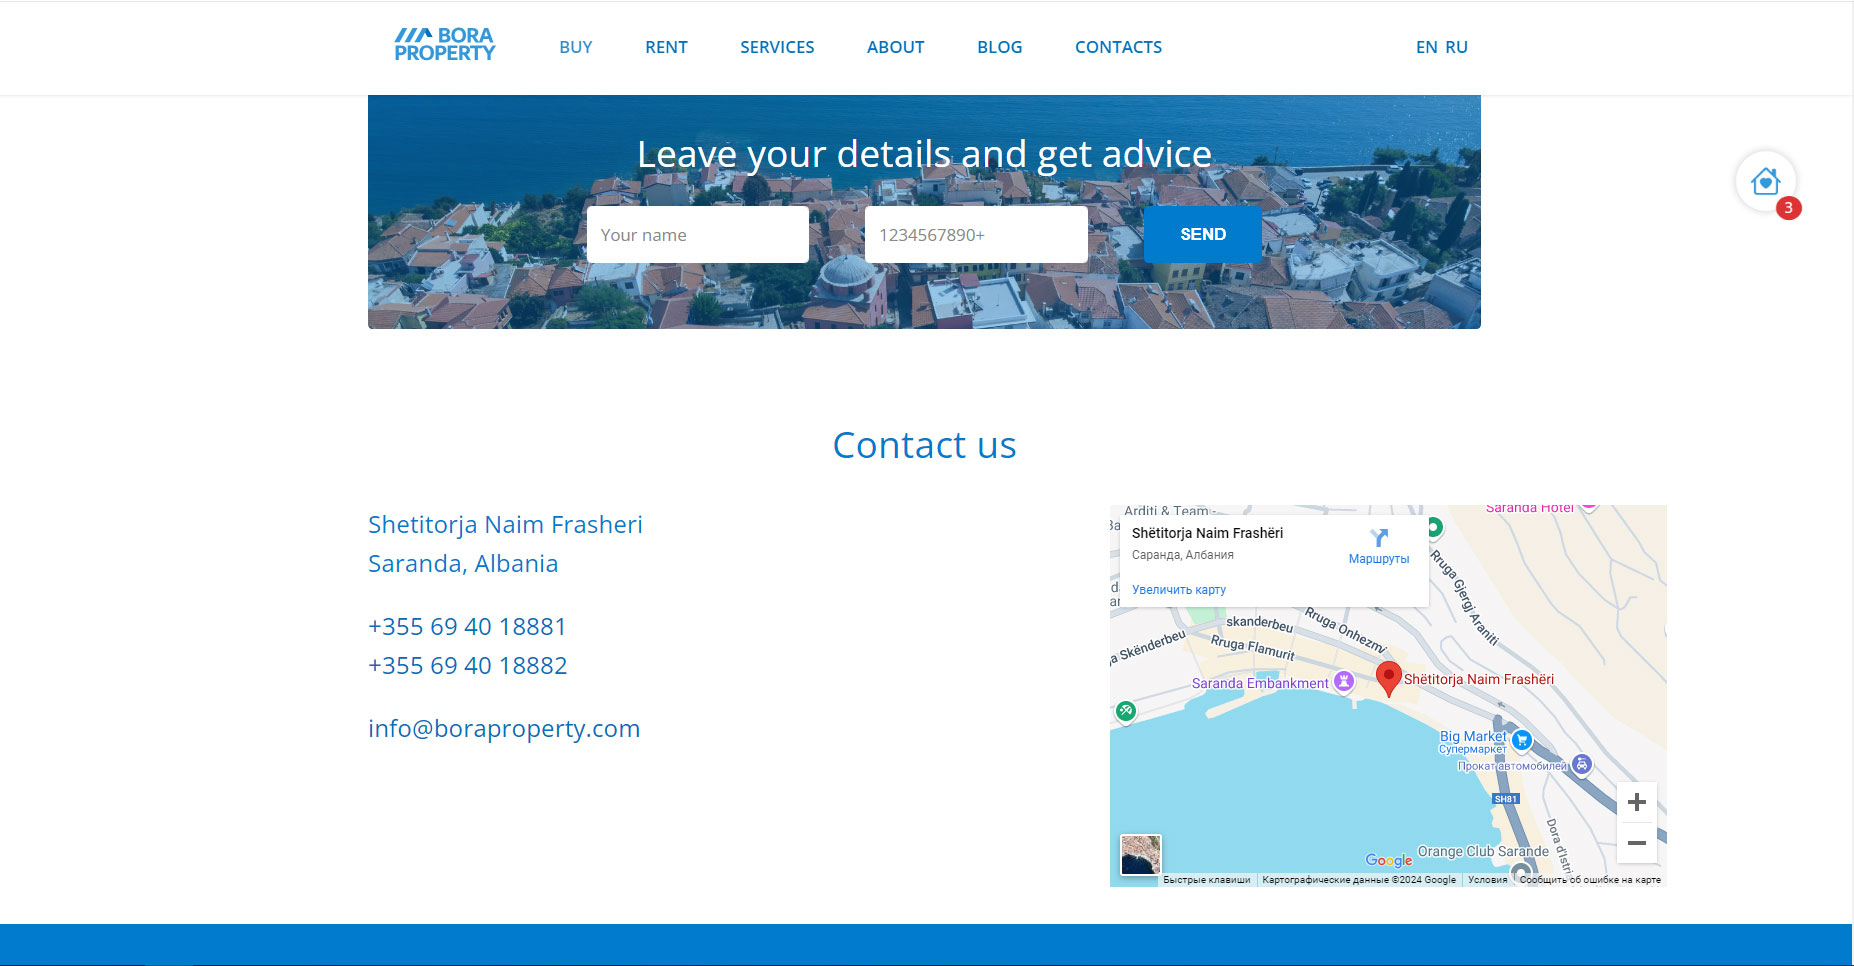 BORA
PROPERTY
BUY
RENT
SERVICES
ABOUT
BLOG
CONTACTS
EN RU
3
Leave your details and get advice
Your name
1234567890+
SEND
Contact us
Shetitorja Naim Frasheri
Saranda, Albania
+355 69 40 18881
+355 69 40 18882
info@boraproperty.com
Arditi & Team -
Saranda Hotel
Shëtitorja Naim Frashëri
Саранда, Албания
Маршруты
Увеличить карту
Rruga Gjergj Araniti
skanderbeu
Rruga Onhezmi
Rruga Flamurit
ga Skënderbeu
Saranda Embankment
Shëtitorja Naim Frashëri
Big Market
Супермаркет
Прокат автомобилей
SH81
Dora d'Istri
Orange Club Sarande
Google
Быстрые клавиши
Картографические данные ©2024 Google
Условия
Сообщить об ошибке на карте